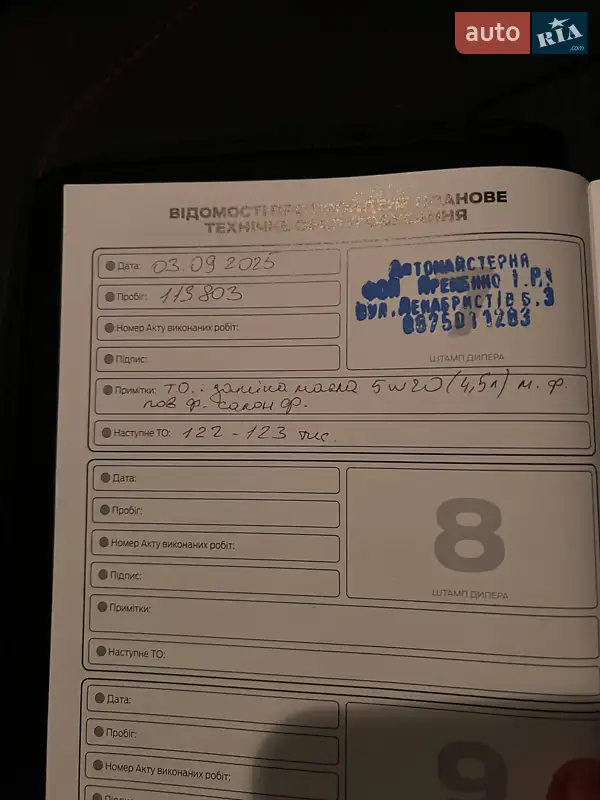 auto RIA .com
ВІДОМОСТІ ПРО ПРОВЕДЕНЕ ПЛАНОВЕ
ТЕХНІЧНЕ ОБСЛУГОВУВАННЯ
Дата: 03.09 2025
Пробіг: 113803
Номер Акту виконаних робіт:
Підпис:
АВТОМАЙСТЕРНЯ
ФОП І.Р.
ВУЛ. ДЕКАБРИСТІВ Б.3
ШТАМП ДИЛЕРА
Примітки: Т.О.: заміна масла 5w20 (4,5л) м. ф.
пов ф. салон ф.
Наступне ТО: 122 - 123 тис.
Дата:
Пробіг:
Номер Акту виконаних робіт:
Підпис:
8
ШТАМП ДИЛЕРА
Примітки:
Наступне ТО:
Дата:
Пробіг:
Номер Акту виконаних робіт:
9